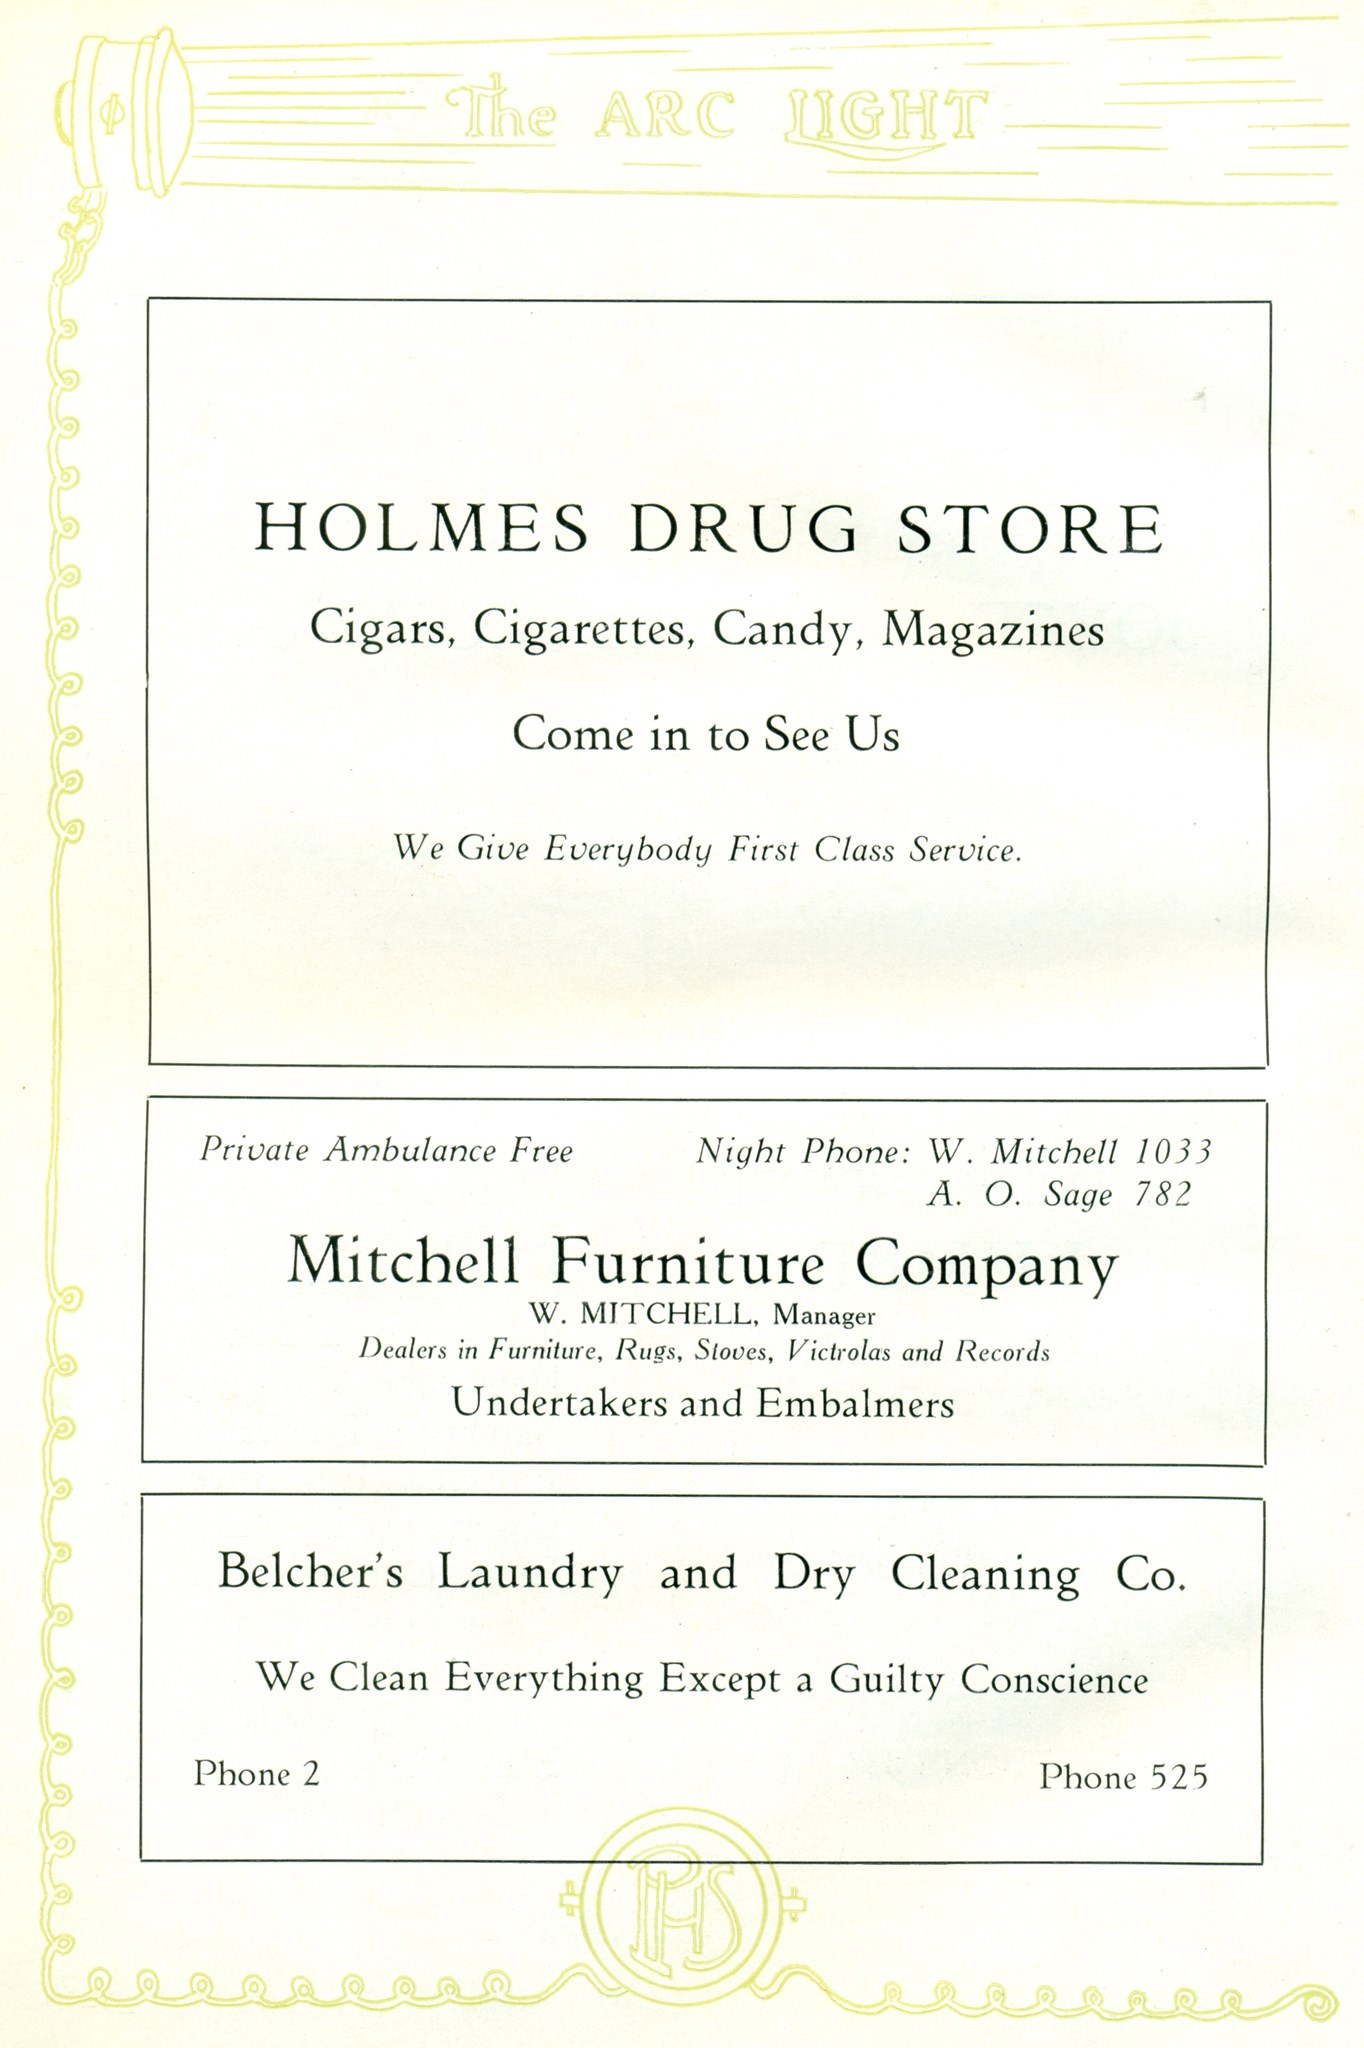 The ARC LIGHT
HOLMES DRUG STORE
Cigars, Cigarettes, Candy, Magazines
Come in to See Us
We Give Everybody First Class Service.
Private Ambulance Free Night Phone: W. Mitchell 1033
A. O. Sage 782
Mitchell Furniture Company
W. MITCHELL, Manager
Dealers in Furniture, Rugs, Stoves, Victrolas and Records
Undertakers and Embalmers
Belcher's Laundry and Dry Cleaning Co.
We Clean Everything Except a Guilty Conscience
Phone 2 Phone 525
PHS